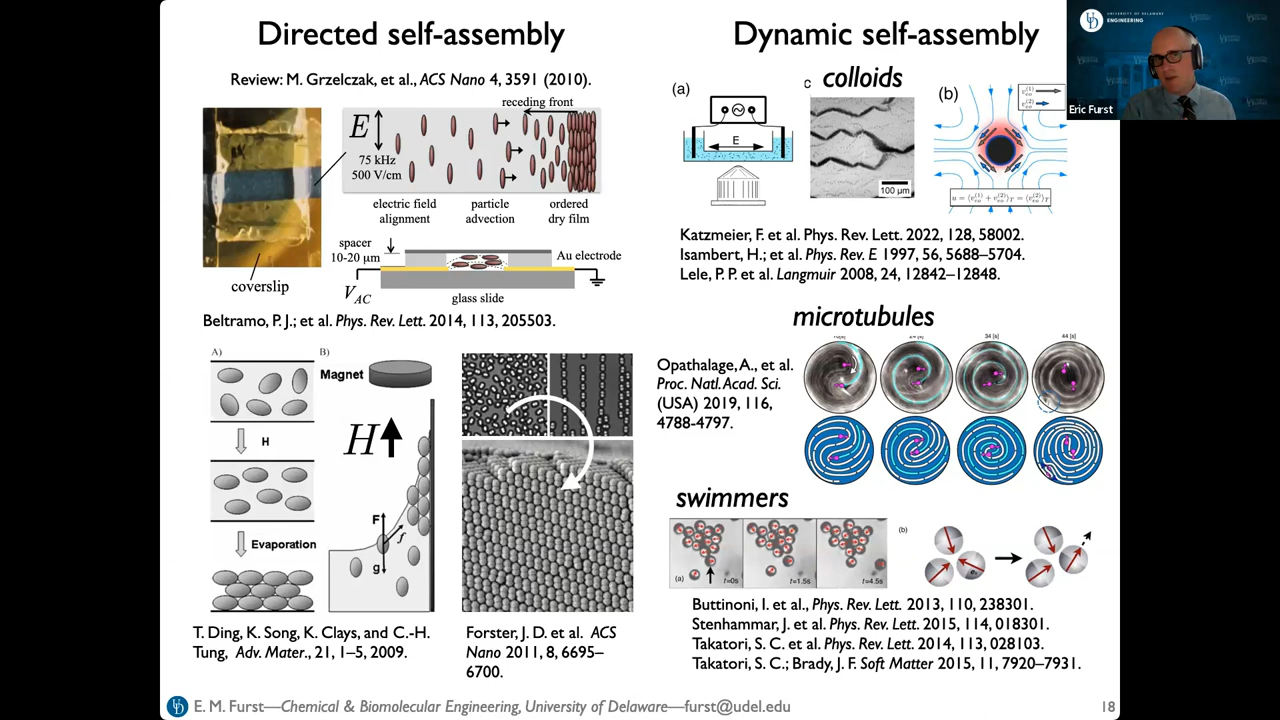 Directed self-assembly
Review: M. Grzelczak, et al., ACS Nano 4, 3591 (2010).
receding front
E
75 kHz
500 V/cm
electric field
alignment
particle
advection
ordered
dry film
spacer
10-20 μm
Au electrode
coverslip
V_AC
glass slide
Beltramo, P. J.; et al. Phys. Rev. Lett. 2014, 113, 205503.
A)
B)
Magnet
H
H
F
f
g
Evaporation
T. Ding, K. Song, K. Clays, and C.-H.
Tung, Adv. Mater., 21, 1–5, 2009.
Forster, J. D. et al. ACS
Nano 2011, 8, 6695–
6700.
Dynamic self-assembly
colloids
(a)
c
(b)
E
100 μm
Katzmeier, F. et al. Phys. Rev. Lett. 2022, 128, 58002.
Isambert, H.; et al. Phys. Rev. E 1997, 56, 5688–5704.
Lele, P. P. et al. Langmuir 2008, 24, 12842–12848.
microtubules
Opathalage, A., et al.
Proc. Natl. Acad. Sci.
(USA) 2019, 116,
4788-4797.
34 [s]
44 [s]
swimmers
(a)
t=0s
t=1.5s
t=4.5s
(b)
Buttinoni, I. et al., Phys. Rev. Lett. 2013, 110, 238301.
Stenhammar, J. et al. Phys. Rev. Lett. 2015, 114, 018301.
Takatori, S. C. et al. Phys. Rev. Lett. 2014, 113, 028103.
Takatori, S. C.; Brady, J. F. Soft Matter 2015, 11, 7920–7931.
E. M. Furst—Chemical & Biomolecular Engineering, University of Delaware—furst@udel.edu
18
UD
UNIVERSITY OF DELAWARE
ENGINEERING
Eric Furst